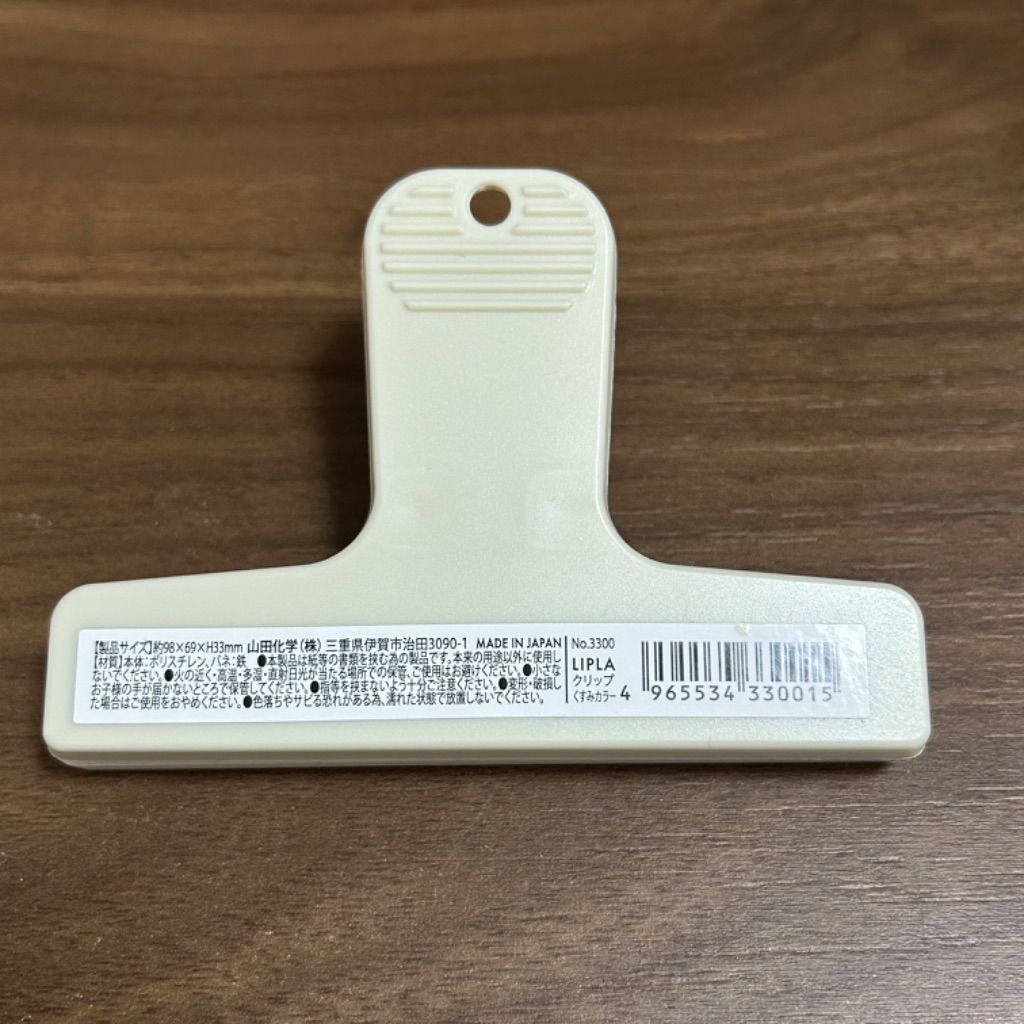 【製品サイズ】約98×69×H33mm 山田化学(株) 三重県伊賀市治田3090-1 MADE IN JAPAN
【材質】本体:ポリスチレン、バネ:鉄 ●本製品は紙等の書類を挟む為の製品です。本来の用途以外に使用し
ないでください。●火の近く・高温・多湿・直射日光が当たる場所での保管、ご使用はお避けください。●小さな
お子様の手が届かないところで保管してください。●指等を挟まないよう十分ご注意ください。●変形・破損し
た場合はご使用をおやめください。●色落ちやサビる恐れがある為、濡れた状態で放置しないでください。
No.3300
LIPLA
クリップ
くすみカラー
4 965534 330015